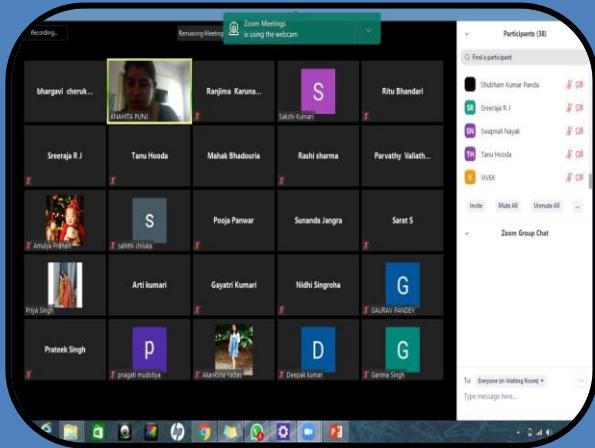 Recording...
Remaining Meeting
Zoom Meetings
is using the webcam
Participants (38)
Find a participant
bhargavi cheruk...
ANAHITA PUNJ
Ranjima Karuna...
S
Sakshi Kumari
Ritu Bhandari
Shubham Kumar Panda
SR Sreeraja R J
SN Swapnali Nayak
TH Tanu Hooda
V VIVEK
Sreeraja R J
Tanu Hooda
Mahak Bhadouria
Rashi sharma
Parvathy Vallath...
Invite Mute All Unmute All ...
Zoom Group Chat
Amulya Prahan
S
sahithi chiluka
Pooja Panwar
Sunanda Jangra
Sarat S
Priya Singh
Arti kumari
Gayatri Kumari
Nidhi Singroha
G
GAURAV PANDEY
Prateek Singh
p
pragati mudotiya
Akanksha Yadav
D
Deepak kumar
G
Garima Singh
To: Everyone (in Waiting Room)
Type message here...